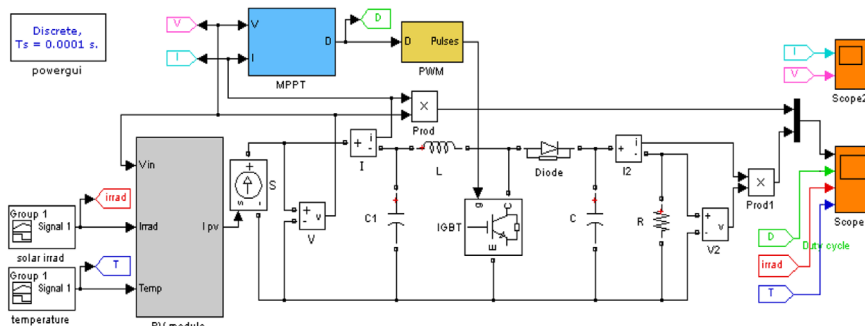 Discrete,
Ts = 0.0001 s.
powergui
V
I
V
I
D
MPPT
D
D
Pulses
PWM
I
V
Scope2
Prod
Vin
Irrad
Temp
I pv
PV module
s
S
+
-
i
I
L
Diode
+
-
i
I2
Prod1
Scope
Group 1
Signal 1
solar irrad
irrad
Group 1
Signal 1
temperature
T
+
-
v
V
C1
IGBT
g
C
E
C
R
+
-
v
V2
D
Duty cycle
irrad
T